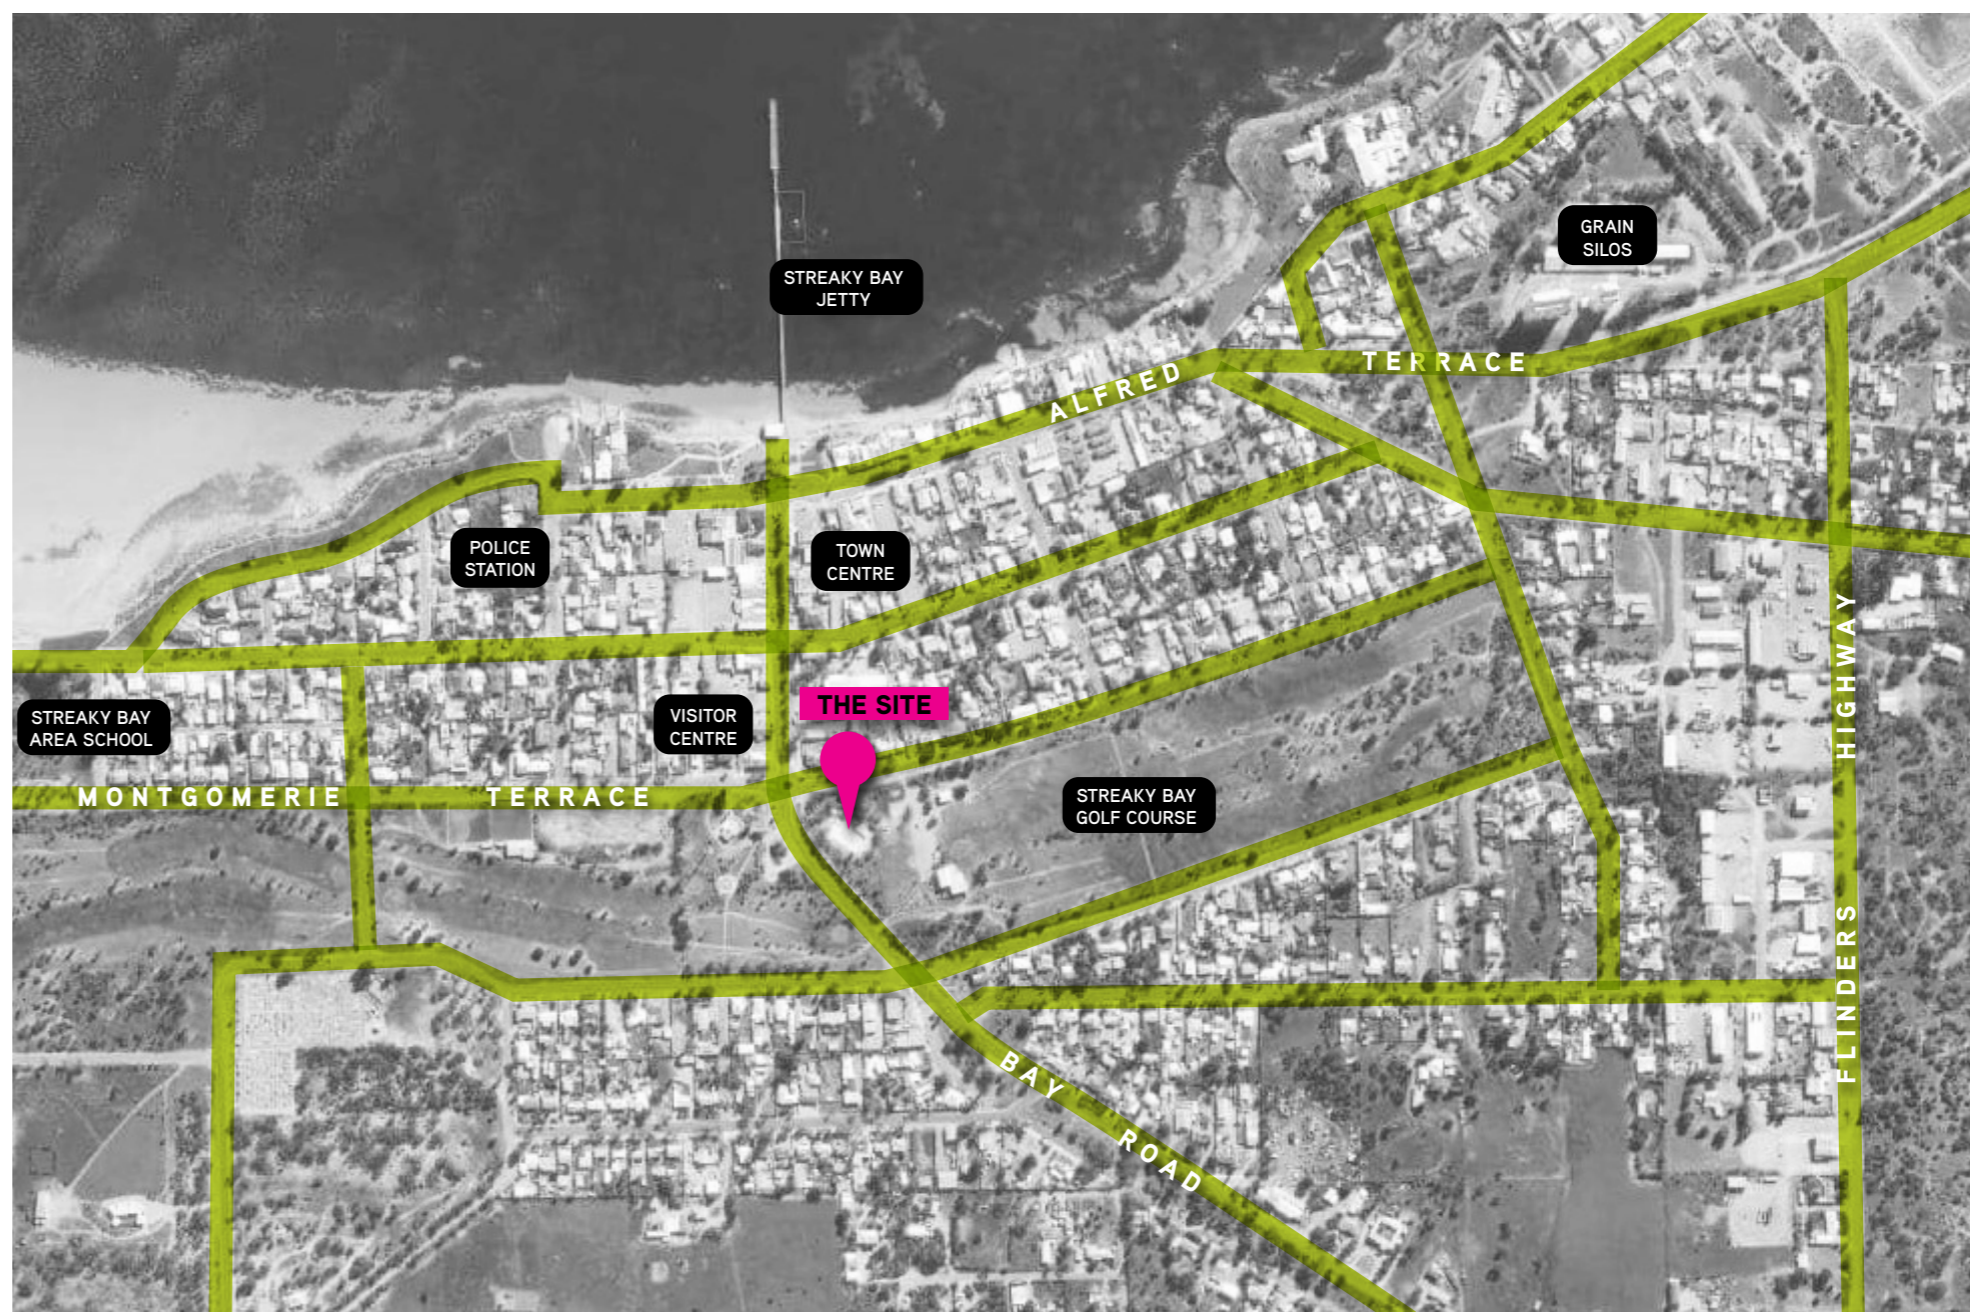 GRAIN
SILOS
STREAKY BAY
JETTY
ALFRED TERRACE
POLICE
STATION
TOWN
CENTRE
STREAKY BAY
AREA SCHOOL
VISITOR
CENTRE
THE SITE
MONTGOMERIE TERRACE
STREAKY BAY
GOLF COURSE
FLINDERS HIGHWAY
BAY ROAD